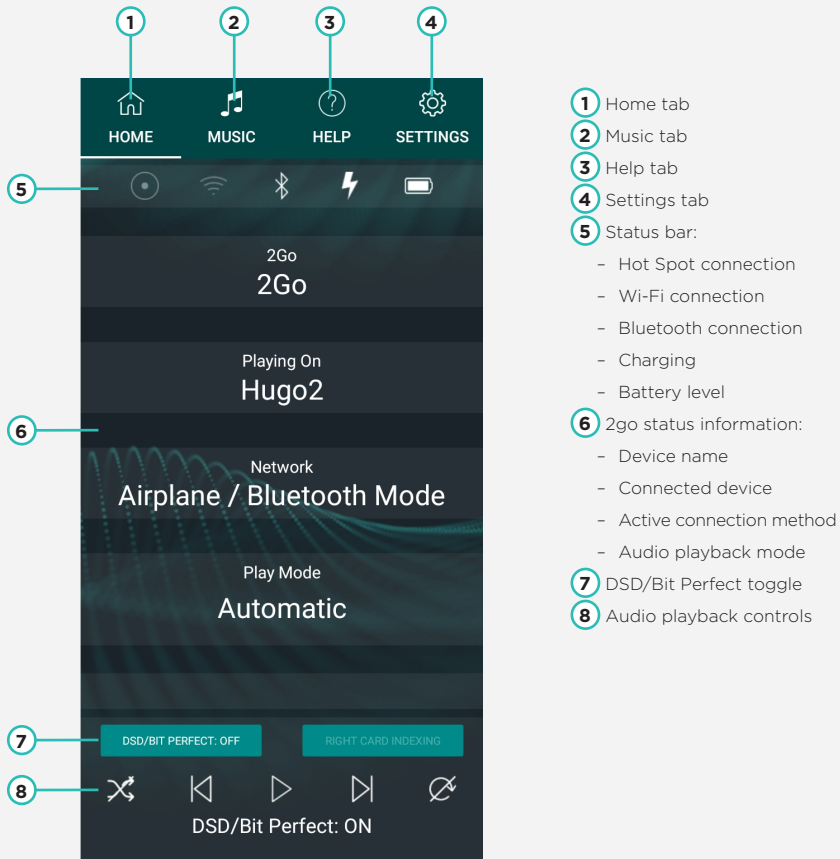 1 2 3 4
HOME MUSIC HELP SETTINGS
5
2Go
2Go
Playing On
Hugo2
6
Network
Airplane / Bluetooth Mode
Play Mode
Automatic
7 DSD/BIT PERFECT: OFF RIGHT CARD INDEXING
8
DSD/Bit Perfect: ON
1 Home tab
2 Music tab
3 Help tab
4 Settings tab
5 Status bar:
– Hot Spot connection
– Wi-Fi connection
– Bluetooth connection
– Charging
– Battery level
6 2go status information:
– Device name
– Connected device
– Active connection method
– Audio playback mode
7 DSD/Bit Perfect toggle
8 Audio playback controls